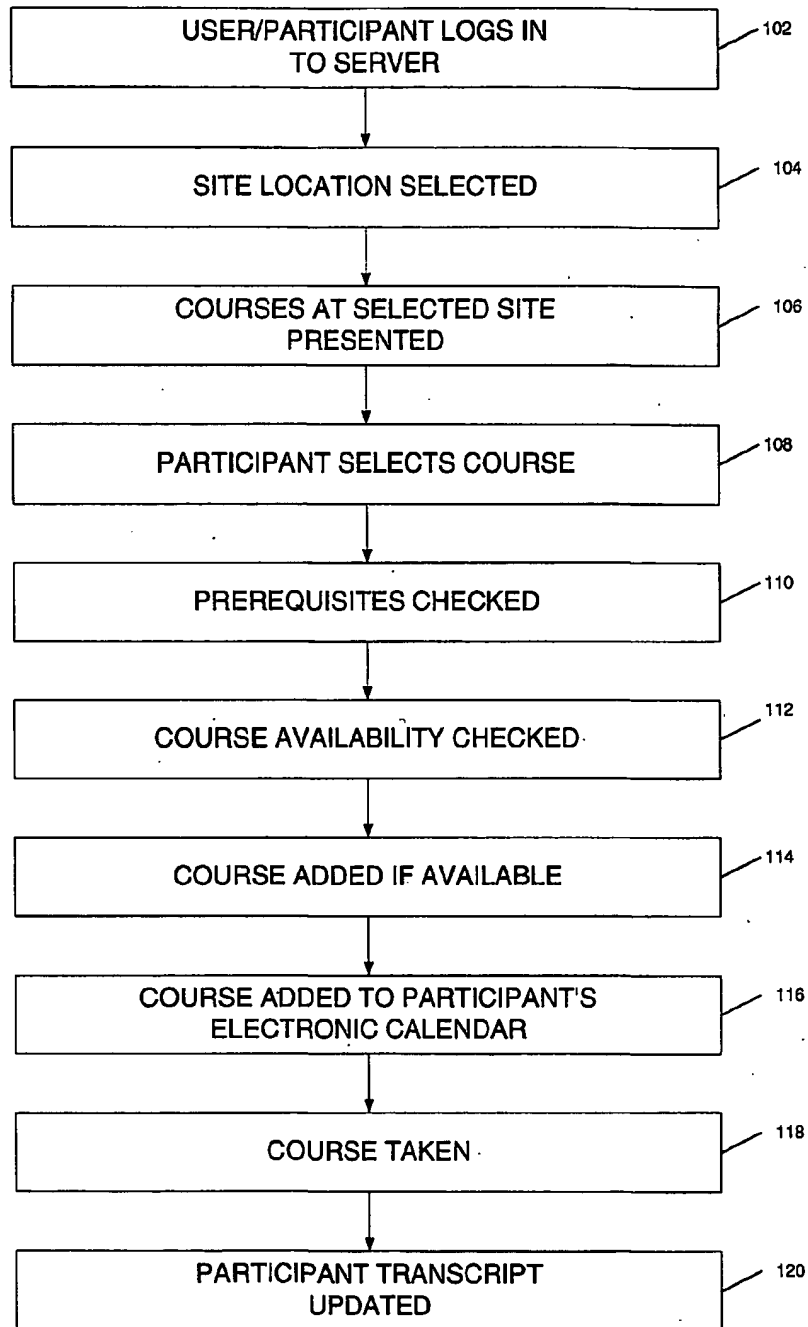 USER/PARTICIPANT LOGS IN
TO SERVER
102
SITE LOCATION SELECTED
104
COURSES AT SELECTED SITE
PRESENTED
106
PARTICIPANT SELECTS COURSE
108
PREREQUISITES CHECKED
110
COURSE AVAILABILITY CHECKED
112
COURSE ADDED IF AVAILABLE
114
COURSE ADDED TO PARTICIPANT'S
ELECTRONIC CALENDAR
116
COURSE TAKEN
118
PARTICIPANT TRANSCRIPT
UPDATED
120